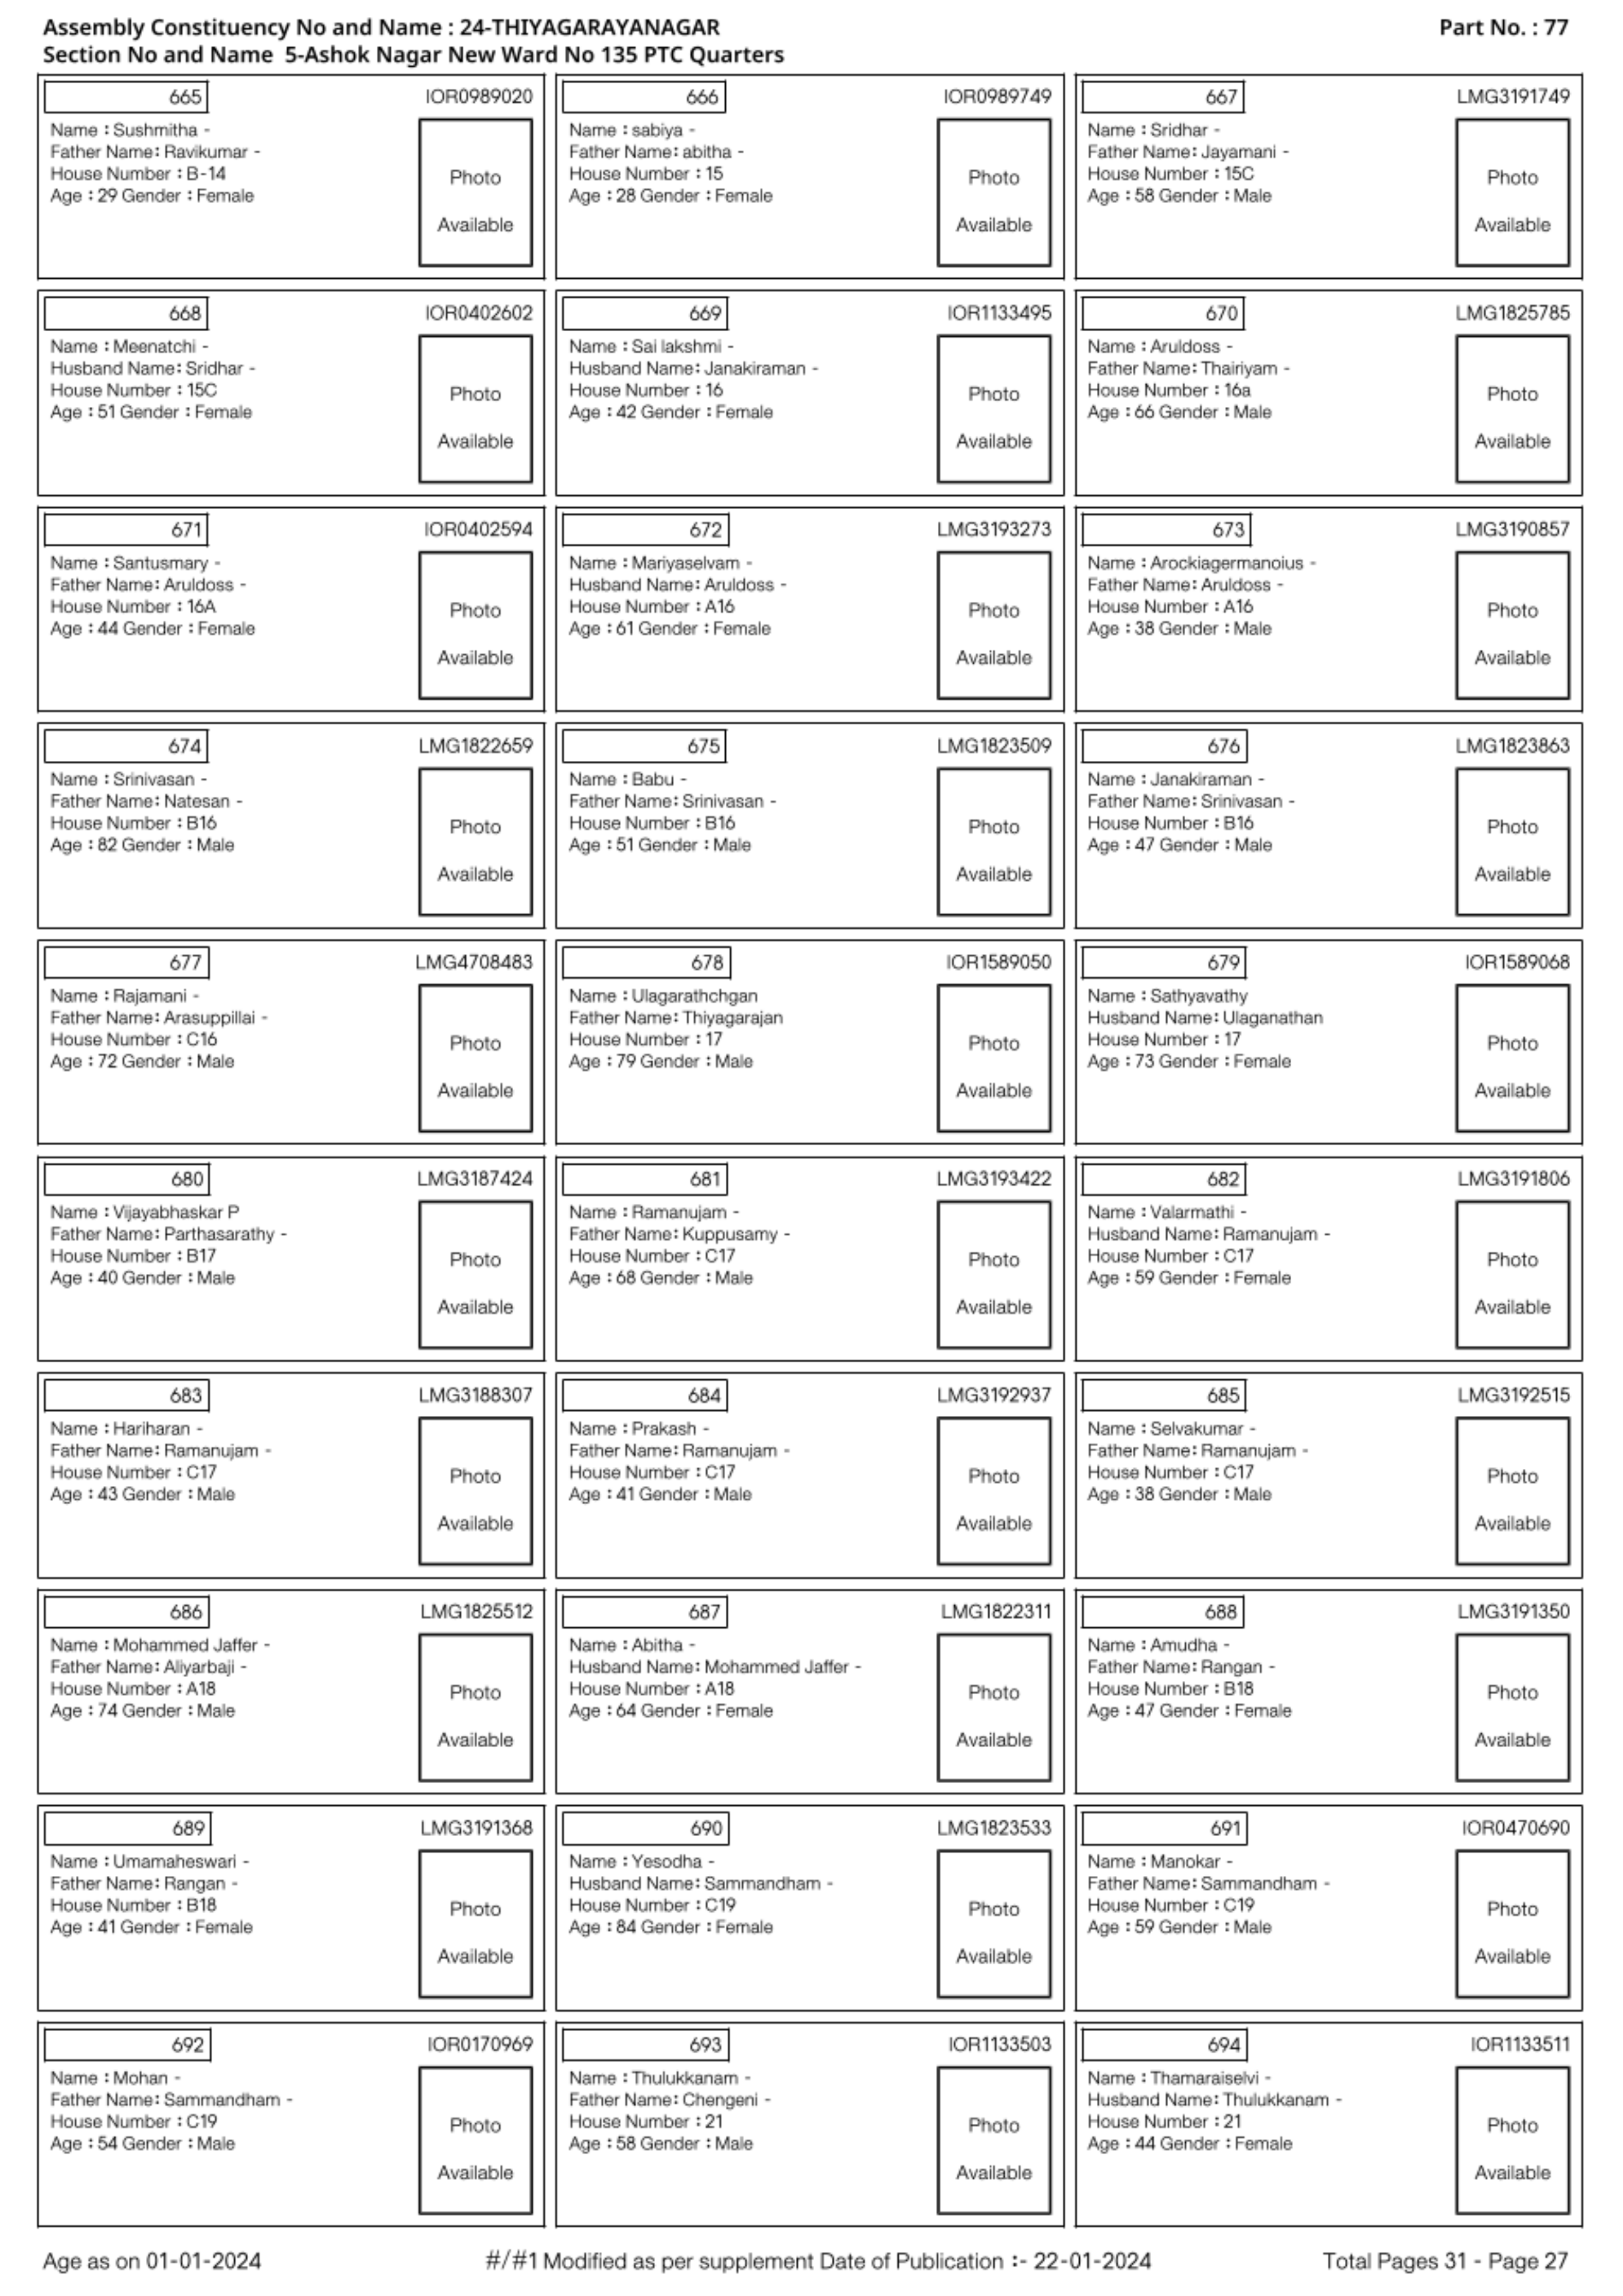 Assembly Constituency No and Name : 24-THIYAGARAYANAGAR
Part No. : 77
Section No and Name 5-Ashok Nagar New Ward No 135 PTC Quarters
665
IOR0989020
Name : Sushmitha -
Father Name: Ravikumar -
House Number : B-14
Age : 29 Gender : Female
Photo
Available
666
IOR0989749
Name : sabiya -
Father Name: abitha -
House Number : 15
Age : 28 Gender : Female
Photo
Available
667
LMG3191749
Name : Sridhar -
Father Name: Jayamani -
House Number : 15C
Age : 58 Gender : Male
Photo
Available
668
IOR0402602
Name : Meenatchi -
Husband Name: Sridhar -
House Number : 15C
Age : 51 Gender : Female
Photo
Available
669
IOR1133495
Name : Sai lakshmi -
Husband Name: Janakiraman -
House Number : 16
Age : 42 Gender : Female
Photo
Available
670
LMG1825785
Name : Aruldoss -
Father Name: Thairiyam -
House Number : 16a
Age : 66 Gender : Male
Photo
Available
671
IOR0402594
Name : Santusmary -
Father Name: Aruldoss -
House Number : 16A
Age : 44 Gender : Female
Photo
Available
672
LMG3193273
Name : Mariyaselvam -
Husband Name: Aruldoss -
House Number : A16
Age : 61 Gender : Female
Photo
Available
673
LMG3190857
Name : Arockiagermanoius -
Father Name: Aruldoss -
House Number : A16
Age : 38 Gender : Male
Photo
Available
674
LMG1822659
Name : Srinivasan -
Father Name: Natesan -
House Number : B16
Age : 82 Gender : Male
Photo
Available
675
LMG1823509
Name : Babu -
Father Name: Srinivasan -
House Number : B16
Age : 51 Gender : Male
Photo
Available
676
LMG1823863
Name : Janakiraman -
Father Name: Srinivasan -
House Number : B16
Age : 47 Gender : Male
Photo
Available
677
LMG4708483
Name : Rajamani -
Father Name: Arasuppillai -
House Number : C16
Age : 72 Gender : Male
Photo
Available
678
IOR1589050
Name : Ulagarathchgan
Father Name: Thiyagarajan
House Number : 17
Age : 79 Gender : Male
Photo
Available
679
IOR1589068
Name : Sathyavathy
Husband Name: Ulaganathan
House Number : 17
Age : 73 Gender : Female
Photo
Available
680
LMG3187424
Name : Vijayabhaskar P
Father Name: Parthasarathy -
House Number : B17
Age : 40 Gender : Male
Photo
Available
681
LMG3193422
Name : Ramanujam -
Father Name: Kuppusamy -
House Number : C17
Age : 68 Gender : Male
Photo
Available
682
LMG3191806
Name : Valarmathi -
Husband Name: Ramanujam -
House Number : C17
Age : 59 Gender : Female
Photo
Available
683
LMG3188307
Name : Hariharan -
Father Name: Ramanujam -
House Number : C17
Age : 43 Gender : Male
Photo
Available
684
LMG3192937
Name : Prakash -
Father Name: Ramanujam -
House Number : C17
Age : 41 Gender : Male
Photo
Available
685
LMG3192515
Name : Selvakumar -
Father Name: Ramanujam -
House Number : C17
Age : 38 Gender : Male
Photo
Available
686
LMG1825512
Name : Mohammed Jaffer -
Father Name: Aliyarbaji -
House Number : A18
Age : 74 Gender : Male
Photo
Available
687
LMG1822311
Name : Abitha -
Husband Name: Mohammed Jaffer -
House Number : A18
Age : 64 Gender : Female
Photo
Available
688
LMG3191350
Name : Amudha -
Father Name: Rangan -
House Number : B18
Age : 47 Gender : Female
Photo
Available
689
LMG3191368
Name : Umamaheswari -
Father Name: Rangan -
House Number : B18
Age : 41 Gender : Female
Photo
Available
690
LMG1823533
Name : Yesodha -
Husband Name: Sammandham -
House Number : C19
Age : 84 Gender : Female
Photo
Available
691
IOR0470690
Name : Manokar -
Father Name: Sammandham -
House Number : C19
Age : 59 Gender : Male
Photo
Available
692
IOR0170969
Name : Mohan -
Father Name: Sammandham -
House Number : C19
Age : 54 Gender : Male
Photo
Available
693
IOR1133503
Name : Thulukkanam -
Father Name: Chengeni -
House Number : 21
Age : 58 Gender : Male
Photo
Available
694
IOR1133511
Name : Thamaraiselvi -
Husband Name: Thulukkanam -
House Number : 21
Age : 44 Gender : Female
Photo
Available
Age as on 01-01-2024
#/#1 Modified as per supplement Date of Publication :- 22-01-2024
Total Pages 31 - Page 27